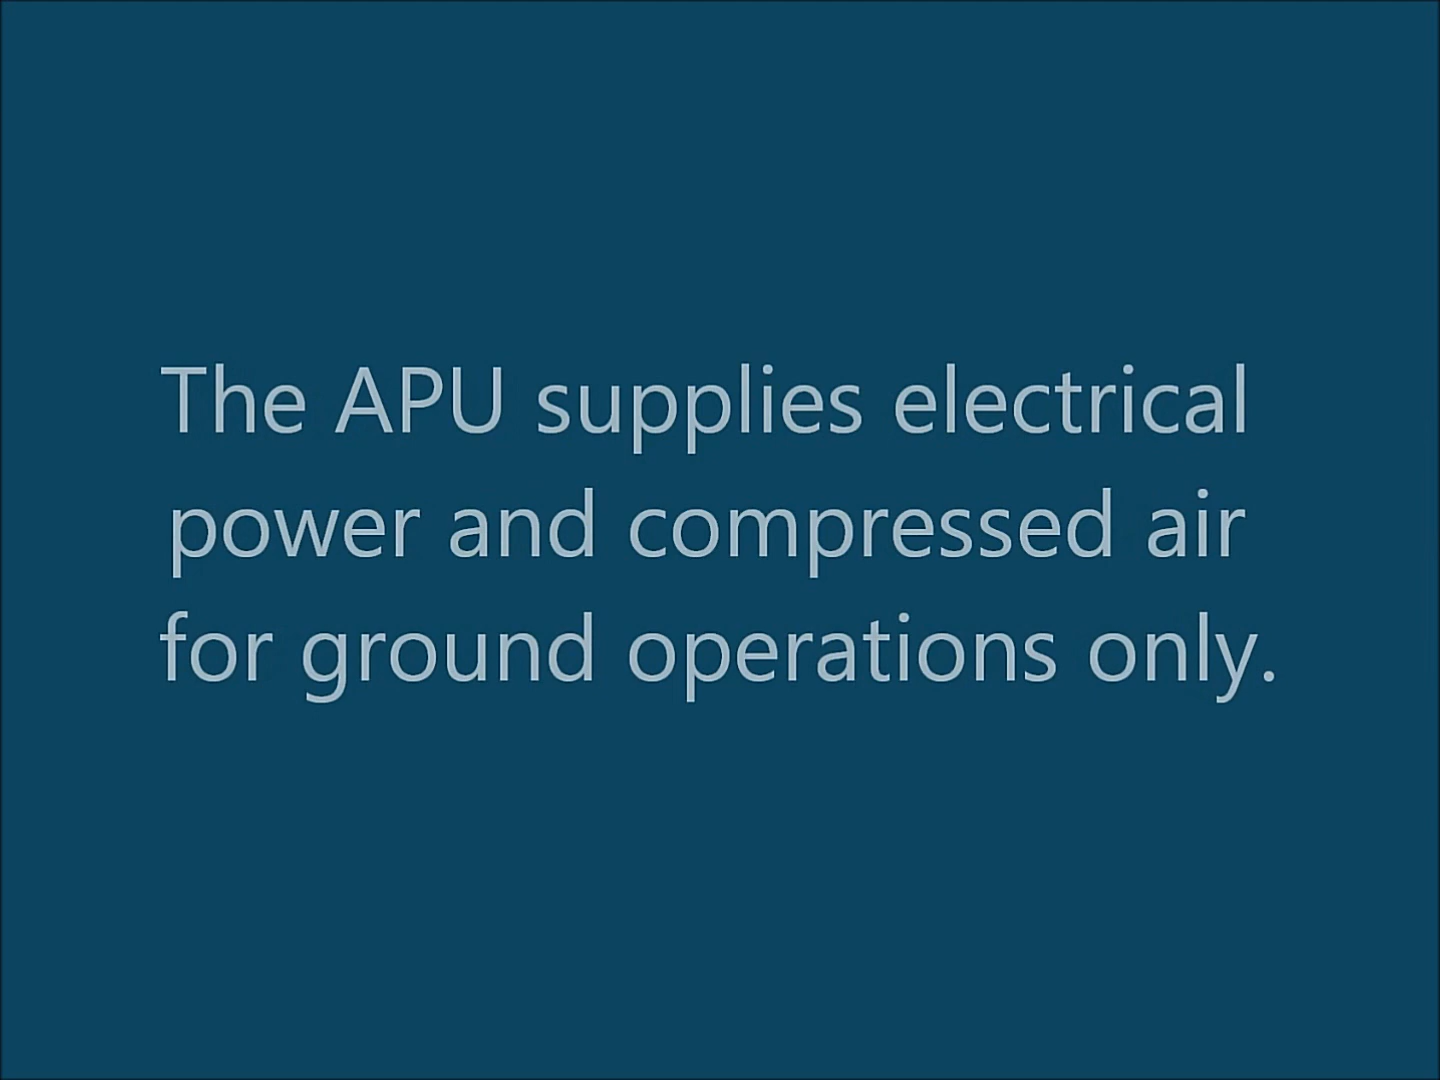 The APU supplies electrical
power and compressed air
for ground operations only.